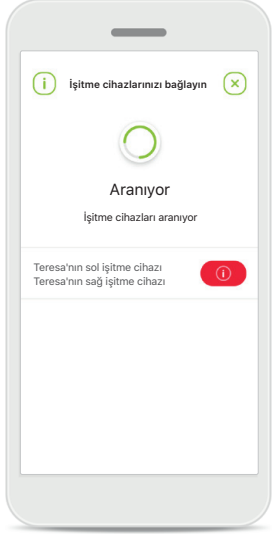 İşitme cihazlarınızı bağlayın
Aranıyor
İşitme cihazları aranıyor
Teresa'nın sol işitme cihazı
Teresa'nın sağ işitme cihazı